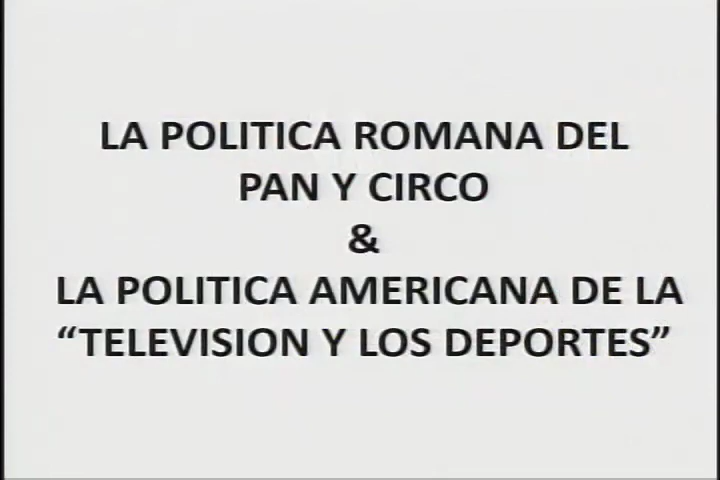 LA POLITICA ROMANA DEL
PAN Y CIRCO
&
LA POLITICA AMERICANA DE LA
“TELEVISION Y LOS DEPORTES”